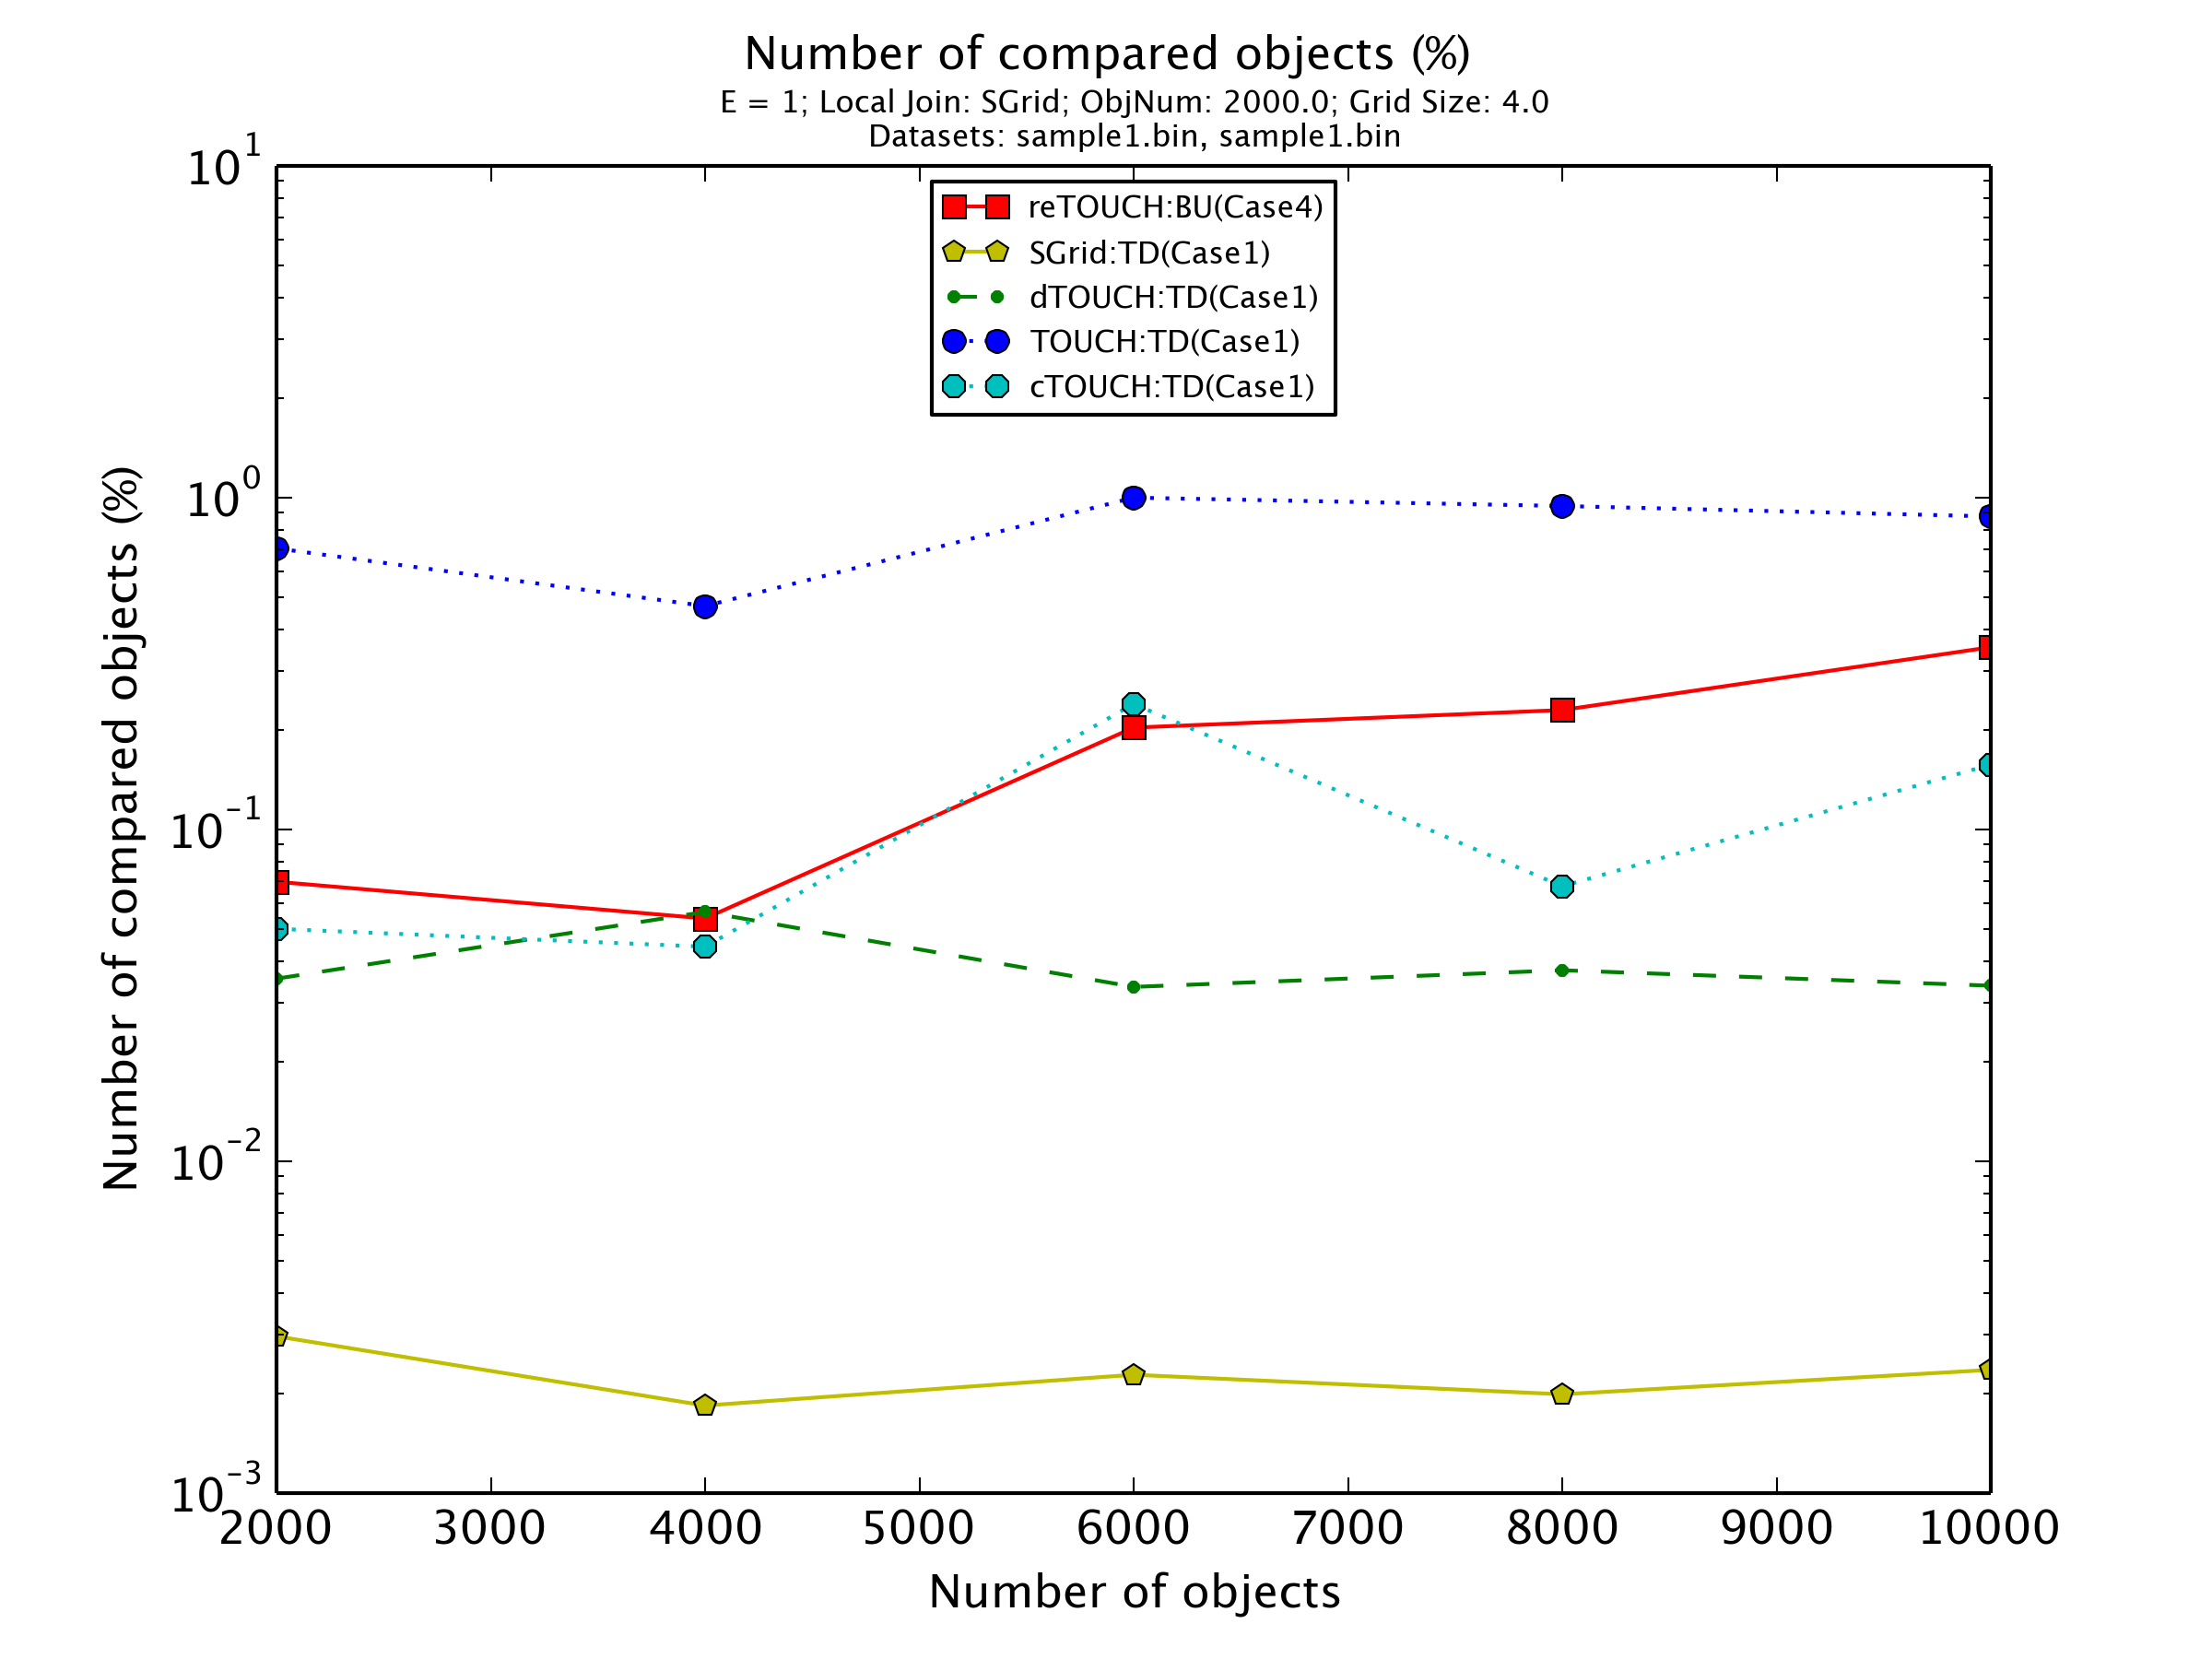 Number of compared objects (%)
E = 1; Local Join: SGrid; ObjNum: 2000.0; Grid Size: 4.0
Datasets: sample1.bin, sample1.bin
reTOUCH:BU(Case4)
SGrid:TD(Case1)
dTOUCH:TD(Case1)
TOUCH:TD(Case1)
cTOUCH:TD(Case1)
Number of compared objects (%)
10^1
10^0
10^-1
10^-2
10^-3
2000 3000 4000 5000 6000 7000 8000 9000 10000
Number of objects